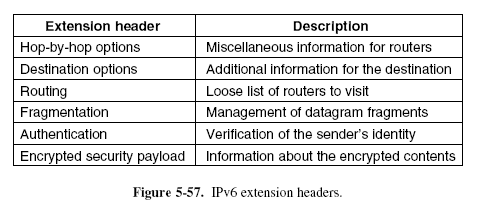 Extension header Description
Hop-by-hop options Miscellaneous information for routers
Destination options Additional information for the destination
Routing Loose list of routers to visit
Fragmentation Management of datagram fragments
Authentication Verification of the sender's identity
Encrypted security payload Information about the encrypted contents
Figure 5-57. IPv6 extension headers.